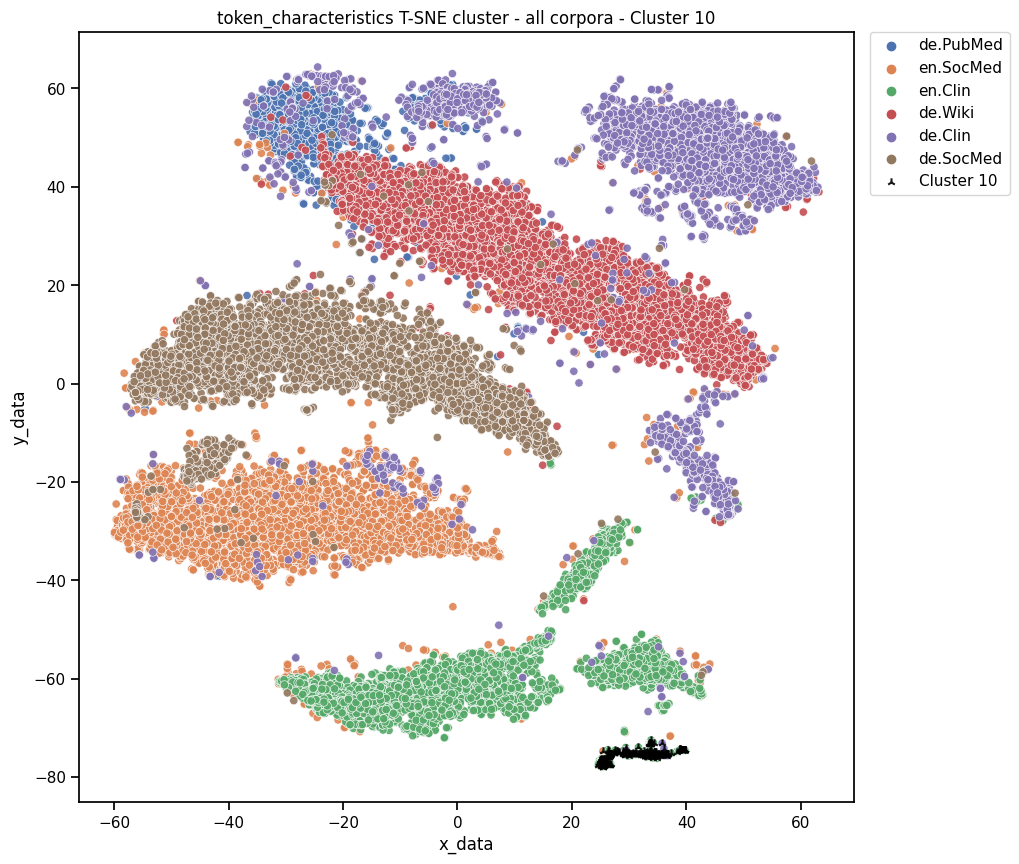 token_characteristics T-SNE cluster - all corpora - Cluster 10
de.PubMed
en.SocMed
en.Clin
de.Wiki
de.Clin
de.SocMed
Cluster 10
y_data
60
40
20
0
−20
−40
−60
−80
−60
−40
−20
0
20
40
60
x_data